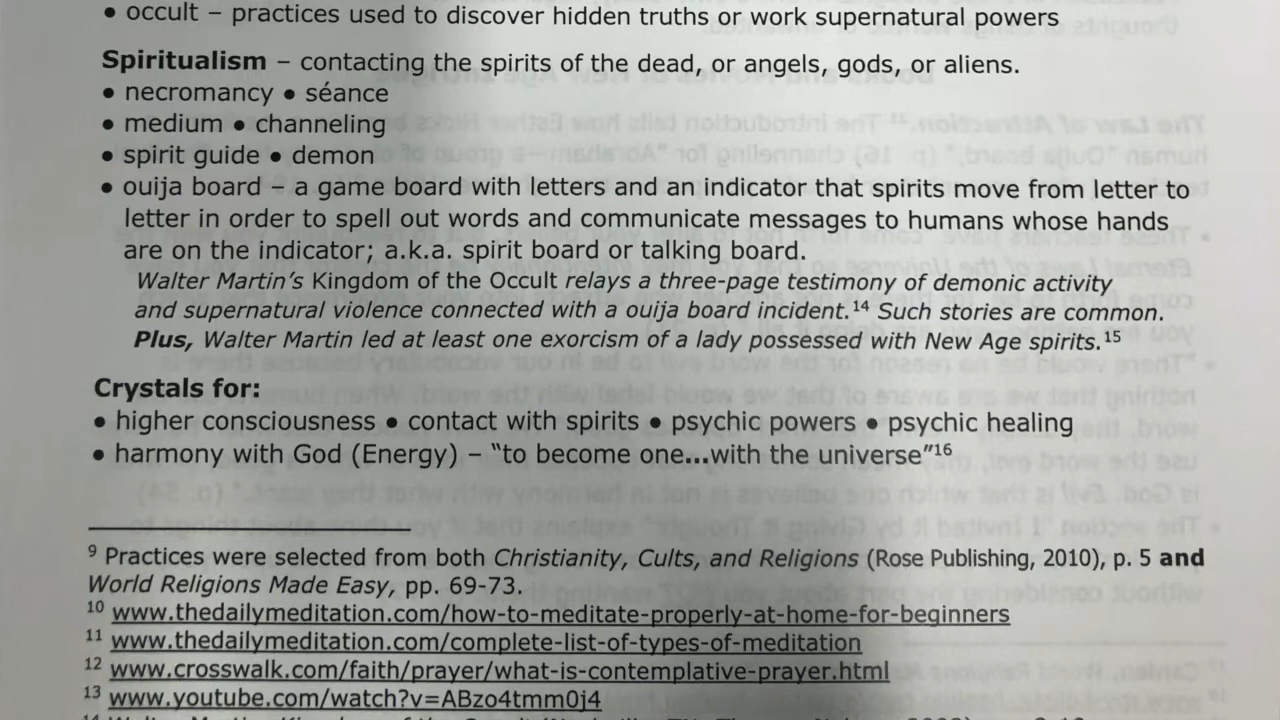 • occult – practices used to discover hidden truths or work supernatural powers
Spiritualism – contacting the spirits of the dead, or angels, gods, or aliens.
• necromancy • séance
• medium • channeling
• spirit guide • demon
• ouija board – a game board with letters and an indicator that spirits move from letter to
letter in order to spell out words and communicate messages to humans whose hands
are on the indicator; a.k.a. spirit board or talking board.
Walter Martin's Kingdom of the Occult relays a three-page testimony of demonic activity
and supernatural violence connected with a ouija board incident.14 Such stories are common.
Plus, Walter Martin led at least one exorcism of a lady possessed with New Age spirits.15
Crystals for:
• higher consciousness • contact with spirits • psychic powers • psychic healing
• harmony with God (Energy) – “to become one...with the universe”16
9 Practices were selected from both Christianity, Cults, and Religions (Rose Publishing, 2010), p. 5 and
World Religions Made Easy, pp. 69-73.
10 www.thedailymeditation.com/how-to-meditate-properly-at-home-for-beginners
11 www.thedailymeditation.com/complete-list-of-types-of-meditation
12 www.crosswalk.com/faith/prayer/what-is-contemplative-prayer.html
13 www.youtube.com/watch?v=ABzo4tmm0j4